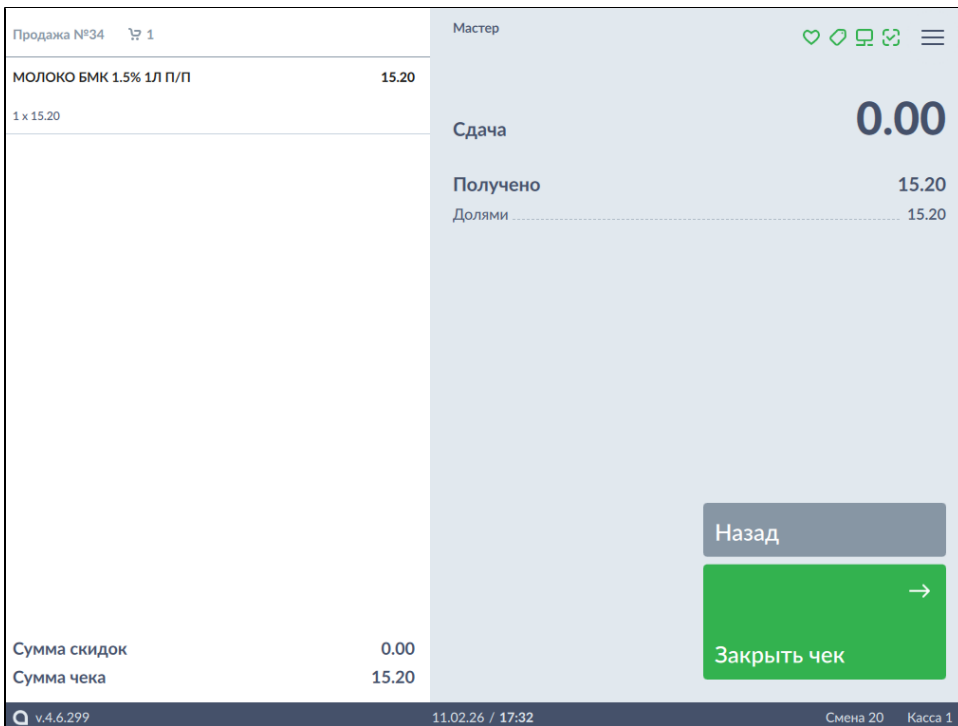 Продажа №34 1
МОЛОКО БМК 1.5% 1Л П/П 15.20
1 x 15.20
Сумма скидок 0.00
Сумма чека 15.20
Мастер
Сдача 0.00
Получено 15.20
Долями 15.20
Назад
Закрыть чек
v.4.6.299 11.02.26 / 17:32 Смена 20 Касса 1